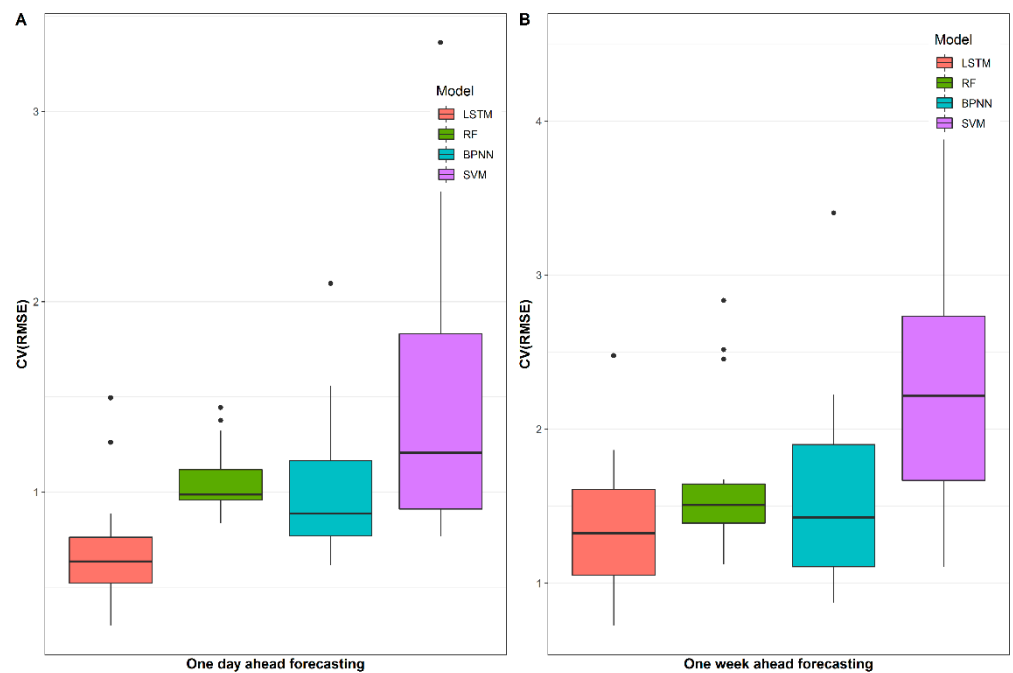 A
Model
LSTM
RF
BPNN
SVM
3
2
1
CV(RMSE)
One day ahead forecasting
B
Model
LSTM
RF
BPNN
SVM
4
3
2
1
CV(RMSE)
One week ahead forecasting